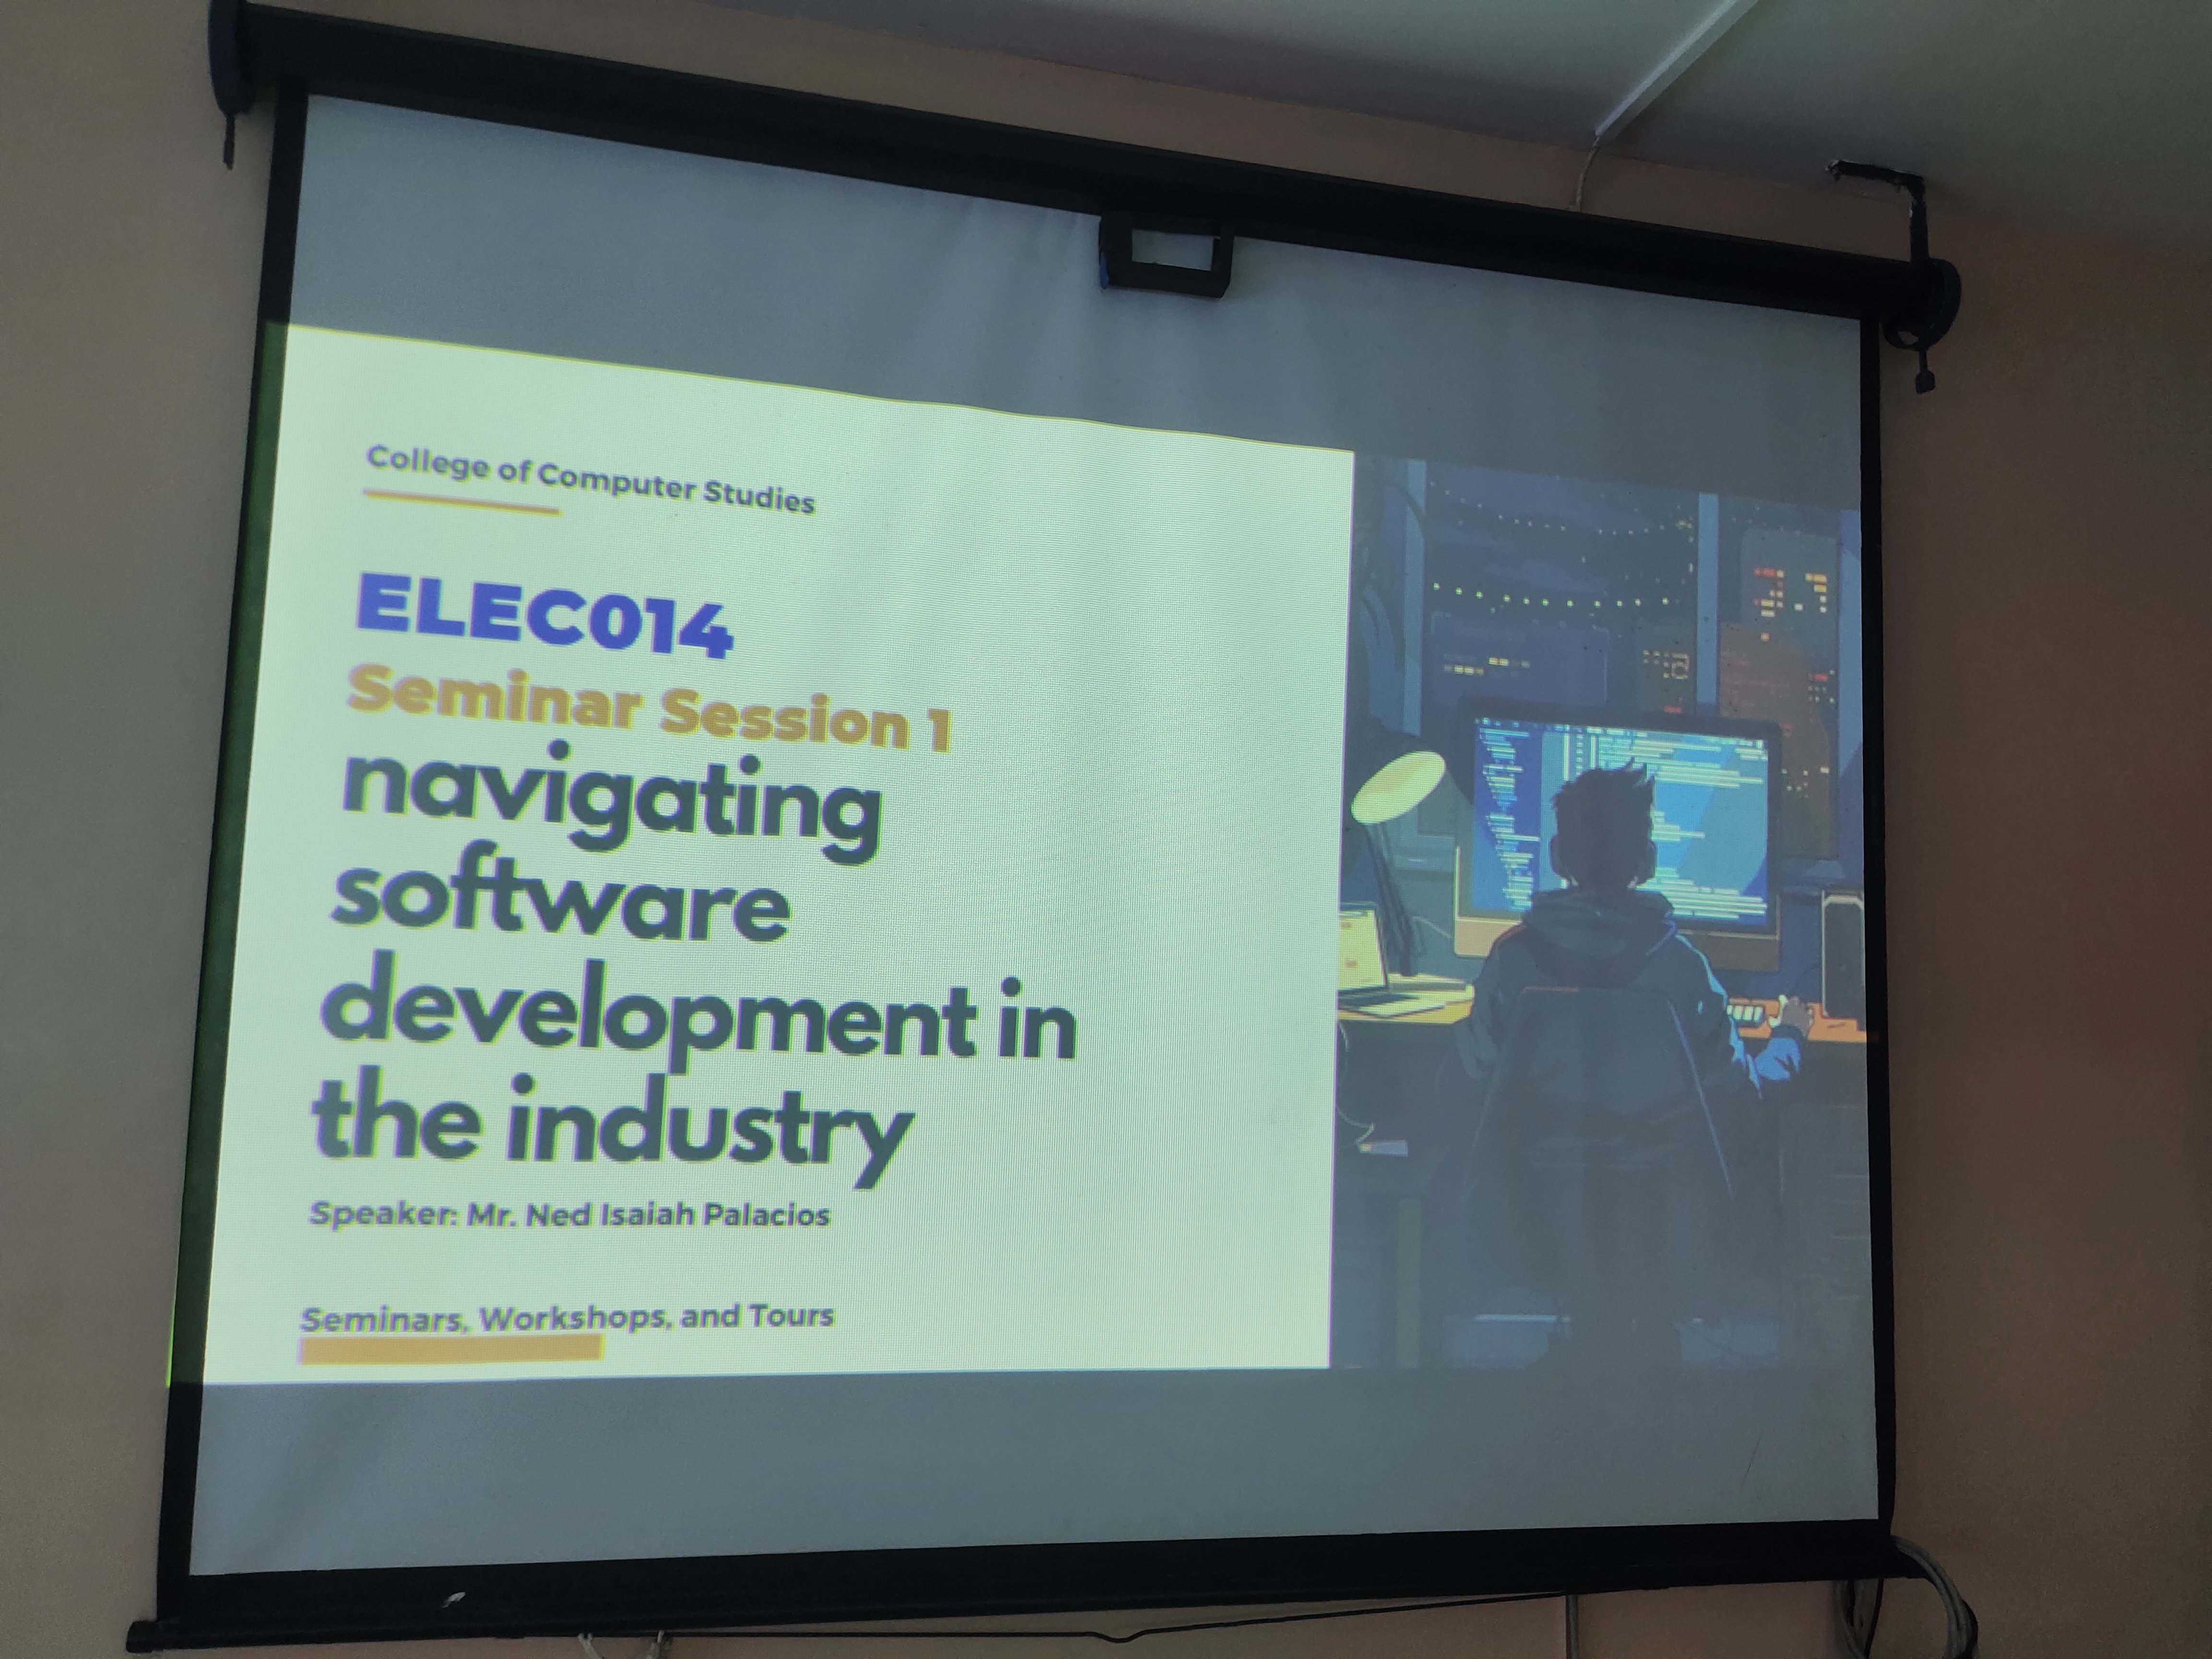 College of Computer Studies
ELEC014
Seminar Session 1
navigating
software
development in
the industry
Speaker: Mr. Ned Isaiah Palacios
Seminars, Workshops, and Tours